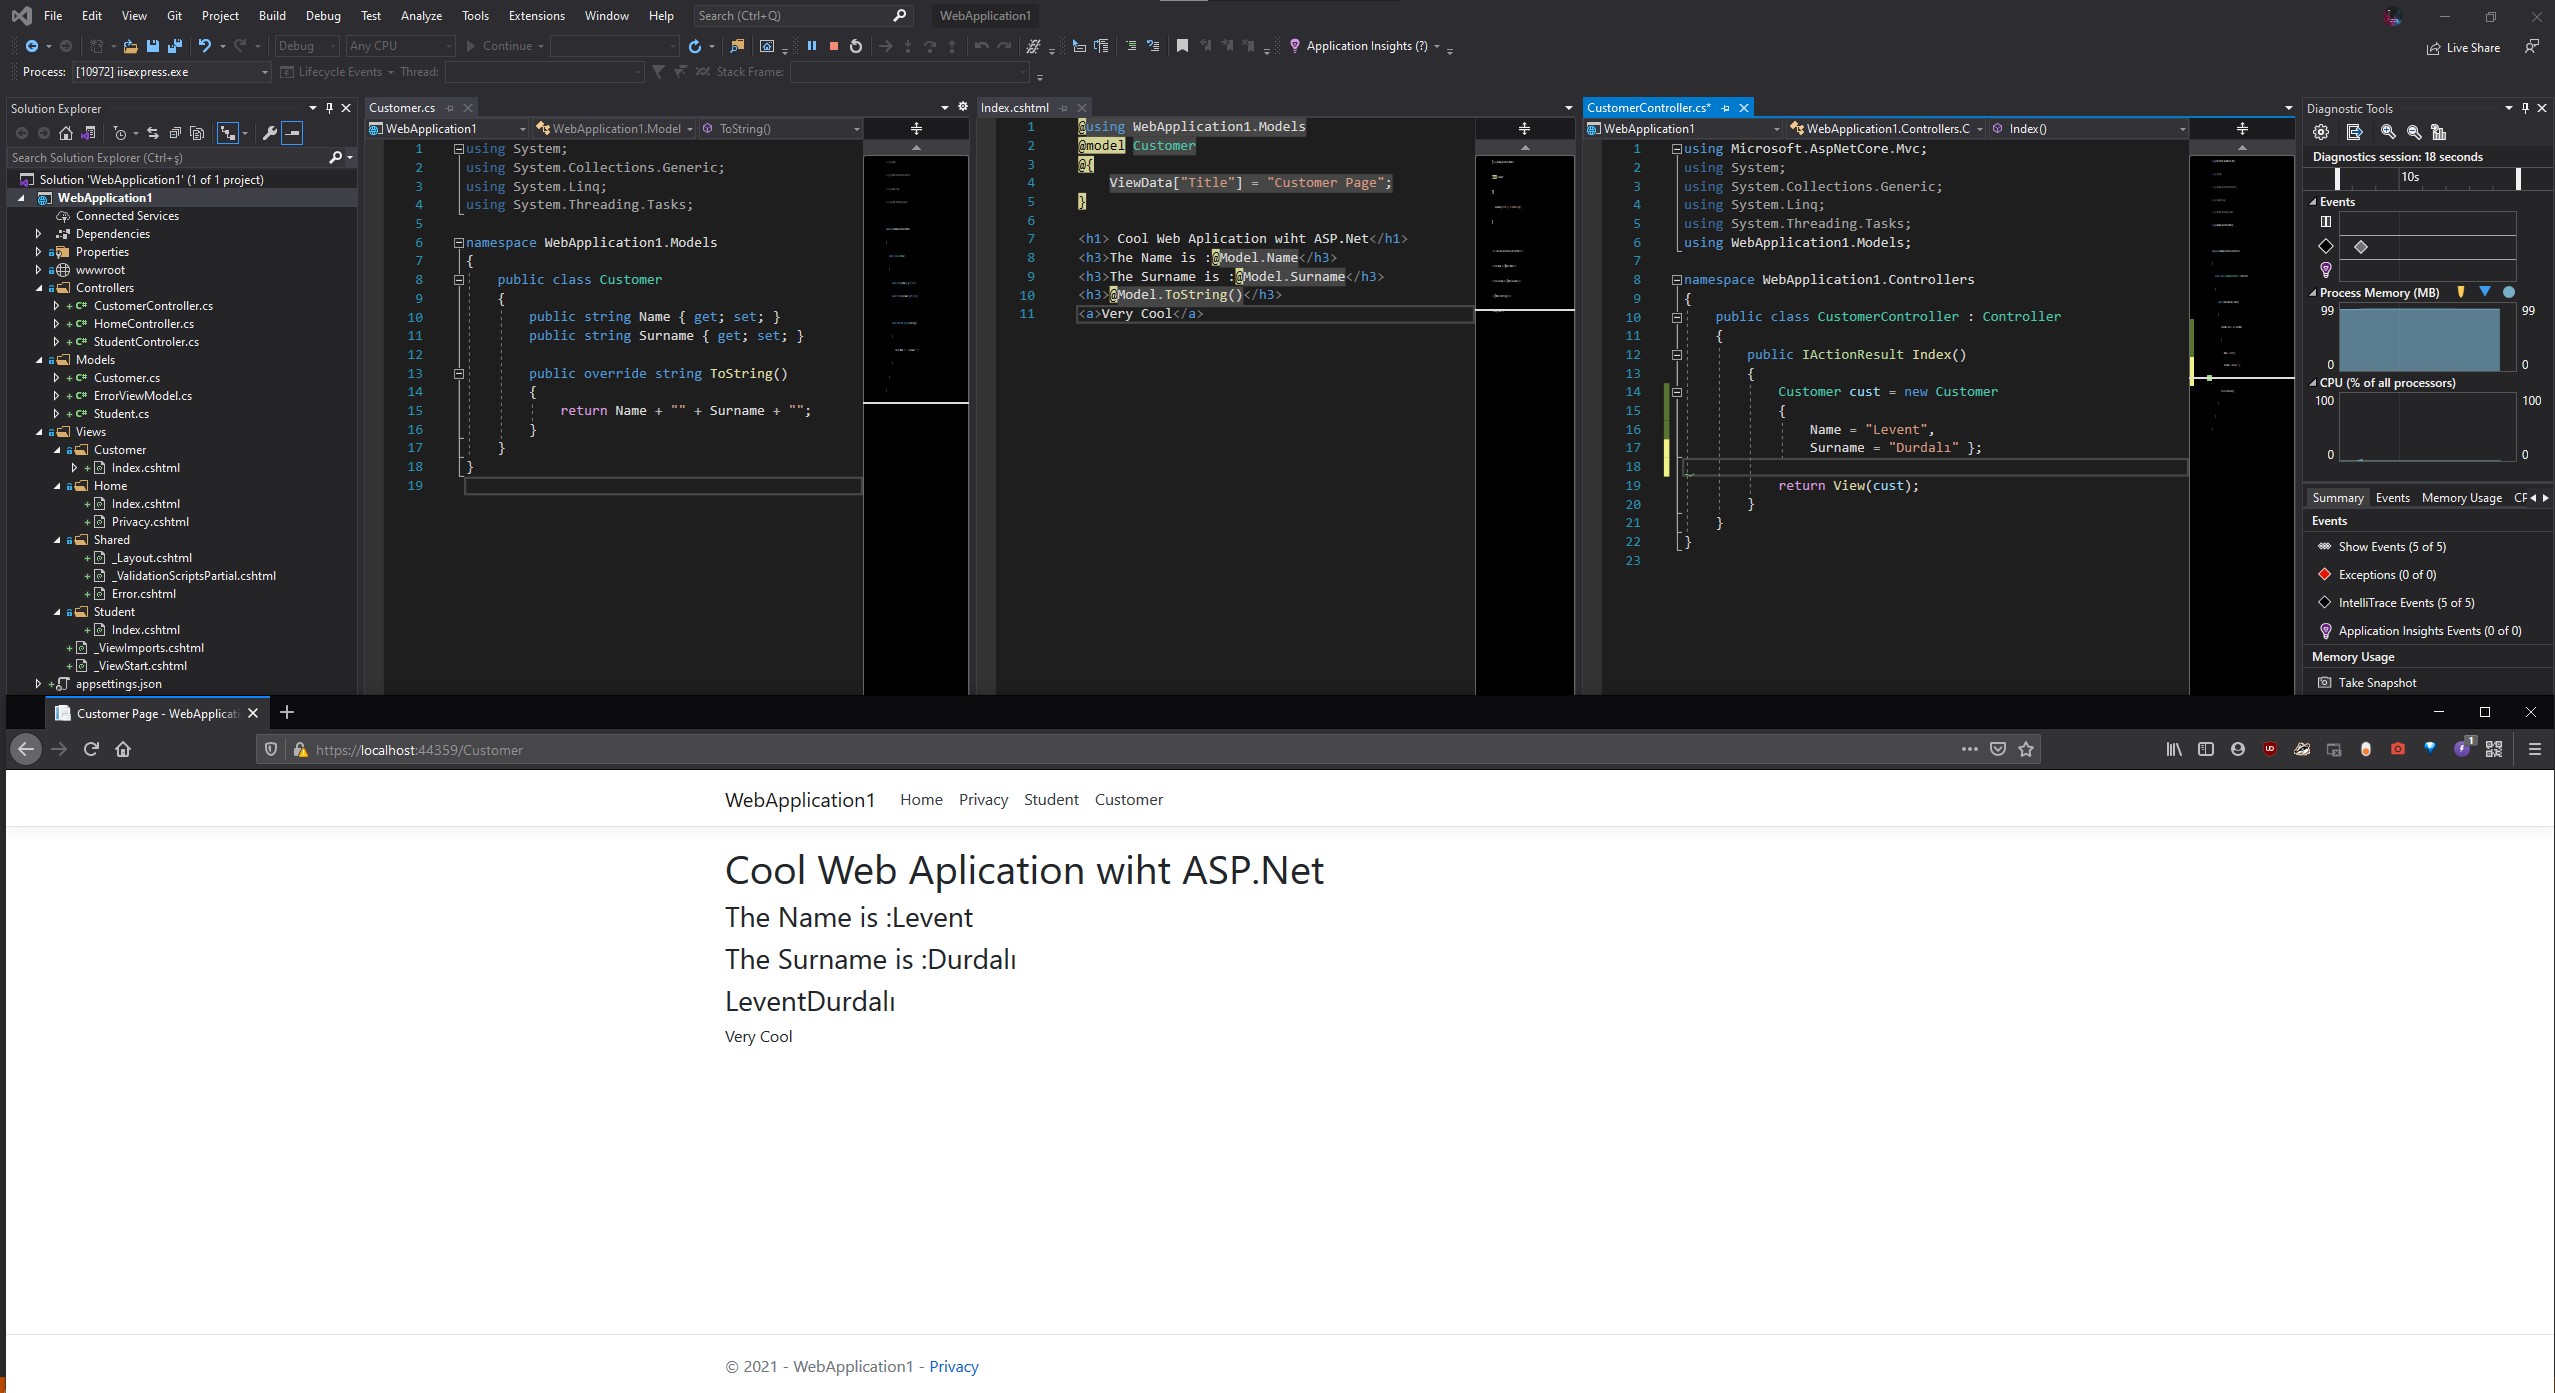 File Edit View Git Project Build Debug Test Analyze Tools Extensions Window Help Search (Ctrl+Q) WebApplication1
Debug Any CPU Continue Application Insights (?) Live Share
Process: [10972] iisexpress.exe Lifecycle Events Thread: Stack Frame:
Solution Explorer
Search Solution Explorer (Ctrl+ş)
Solution 'WebApplication1' (1 of 1 project)
WebApplication1
Connected Services
Dependencies
Properties
wwwroot
Controllers
C# CustomerController.cs
C# HomeController.cs
C# StudentControler.cs
Models
C# Customer.cs
C# ErrorViewModel.cs
C# Student.cs
Views
Customer
Index.cshtml
Home
Index.cshtml
Privacy.cshtml
Shared
_Layout.cshtml
_ValidationScriptsPartial.cshtml
Error.cshtml
Student
Index.cshtml
_ViewImports.cshtml
_ViewStart.cshtml
appsettings.json
Customer.cs
WebApplication1 WebApplication1.Model ToString()
1 using System;
2 using System.Collections.Generic;
3 using System.Linq;
4 using System.Threading.Tasks;
5
6 namespace WebApplication1.Models
7 {
8 public class Customer
9 {
10 public string Name { get; set; }
11 public string Surname { get; set; }
12
13 public override string ToString()
14 {
15 return Name + "" + Surname + "";
16 }
17 }
18 }
19
Index.cshtml
1 @using WebApplication1.Models
2 @model Customer
3 @{
4 ViewData["Title"] = "Customer Page";
5 }
6
7 <h1> Cool Web Aplication wiht ASP.Net</h1>
8 <h3>The Name is :@Model.Name</h3>
9 <h3>The Surname is :@Model.Surname</h3>
10 <h3>@Model.ToString()</h3>
11 <a>Very Cool</a>
CustomerController.cs*
WebApplication1 WebApplication1.Controllers.C Index()
1 using Microsoft.AspNetCore.Mvc;
2 using System;
3 using System.Collections.Generic;
4 using System.Linq;
5 using System.Threading.Tasks;
6 using WebApplication1.Models;
7
8 namespace WebApplication1.Controllers
9 {
10 public class CustomerController : Controller
11 {
12 public IActionResult Index()
13 {
14 Customer cust = new Customer
15 {
16 Name = "Levent",
17 Surname = "Durdalı" };
18
19 return View(cust);
20 }
21 }
22 }
23
Diagnostic Tools
Diagnostics session: 18 seconds
10s
Events
Process Memory (MB)
99 99
0 0
CPU (% of all processors)
100 100
0 0
Summary Events Memory Usage CP
Events
Show Events (5 of 5)
Exceptions (0 of 0)
IntelliTrace Events (5 of 5)
Application Insights Events (0 of 0)
Memory Usage
Take Snapshot
Customer Page - WebApplicati
https://localhost:44359/Customer
1
WebApplication1 Home Privacy Student Customer
Cool Web Aplication wiht ASP.Net
The Name is :Levent
The Surname is :Durdalı
LeventDurdalı
Very Cool
© 2021 - WebApplication1 - Privacy